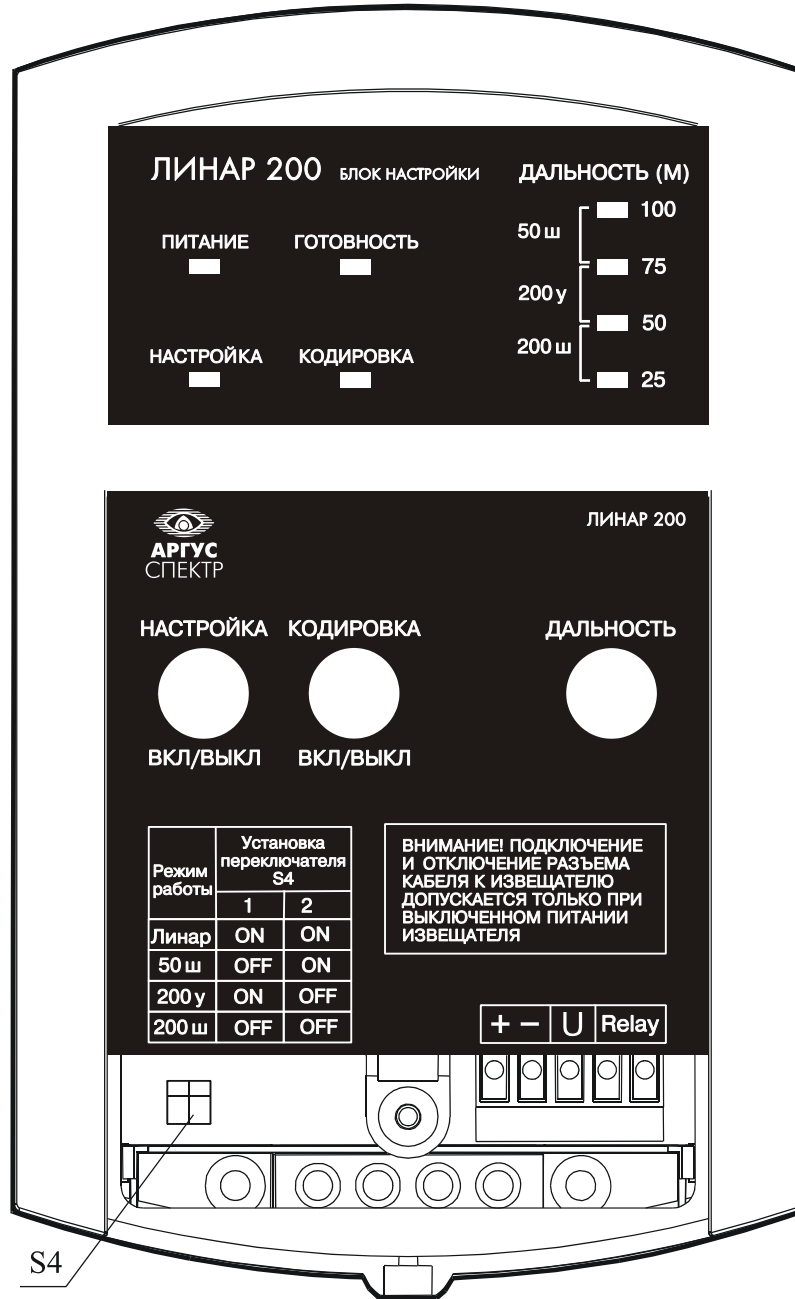 ЛИНАР 200 БЛОК НАСТРОЙКИ ДАЛЬНОСТЬ (М)
100
50 ш
ПИТАНИЕ ГОТОВНОСТЬ
75
200 у
50
200 ш
НАСТРОЙКА КОДИРОВКА
25
ЛИНАР 200
АРГУС
СПЕКТР
НАСТРОЙКА КОДИРОВКА ДАЛЬНОСТЬ
ВКЛ/ВЫКЛ ВКЛ/ВЫКЛ
Режим
работы
Установка
переключателя
S4
1 2
Линар ON ON
50 ш OFF ON
200 у ON OFF
200 ш OFF OFF
ВНИМАНИЕ! ПОДКЛЮЧЕНИЕ
И ОТКЛЮЧЕНИЕ РАЗЪЕМА
КАБЕЛЯ К ИЗВЕЩАТЕЛЮ
ДОПУСКАЕТСЯ ТОЛЬКО ПРИ
ВЫКЛЮЧЕННОМ ПИТАНИИ
ИЗВЕЩАТЕЛЯ
+ − U Relay
S4